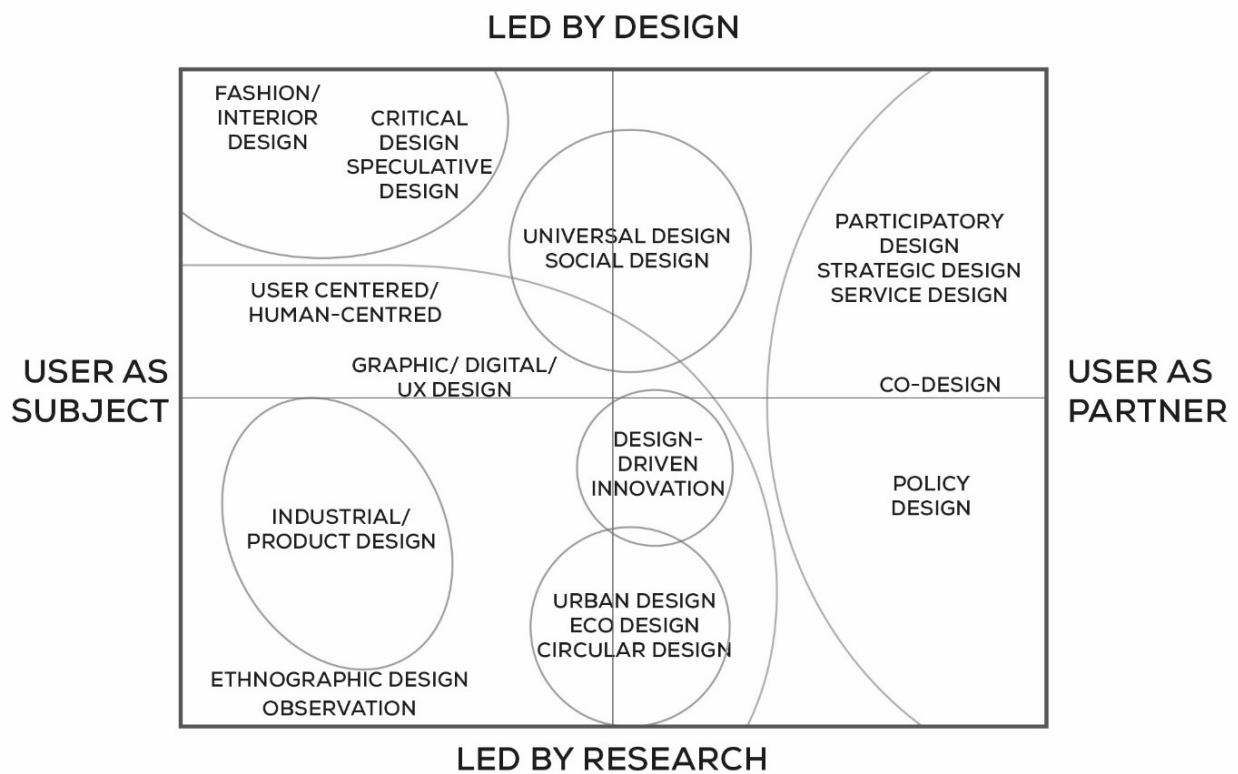 LED BY DESIGN
FASHION/
INTERIOR
DESIGN
CRITICAL
DESIGN
SPECULATIVE
DESIGN
UNIVERSAL DESIGN
SOCIAL DESIGN
PARTICIPATORY
DESIGN
STRATEGIC DESIGN
SERVICE DESIGN
USER CENTERED/
HUMAN-CENTRED
GRAPHIC/ DIGITAL/
UX DESIGN
CO-DESIGN
USER AS
SUBJECT
USER AS
PARTNER
DESIGN-
DRIVEN
INNOVATION
POLICY
DESIGN
INDUSTRIAL/
PRODUCT DESIGN
URBAN DESIGN
ECO DESIGN
CIRCULAR DESIGN
ETHNOGRAPHIC DESIGN
OBSERVATION
LED BY RESEARCH